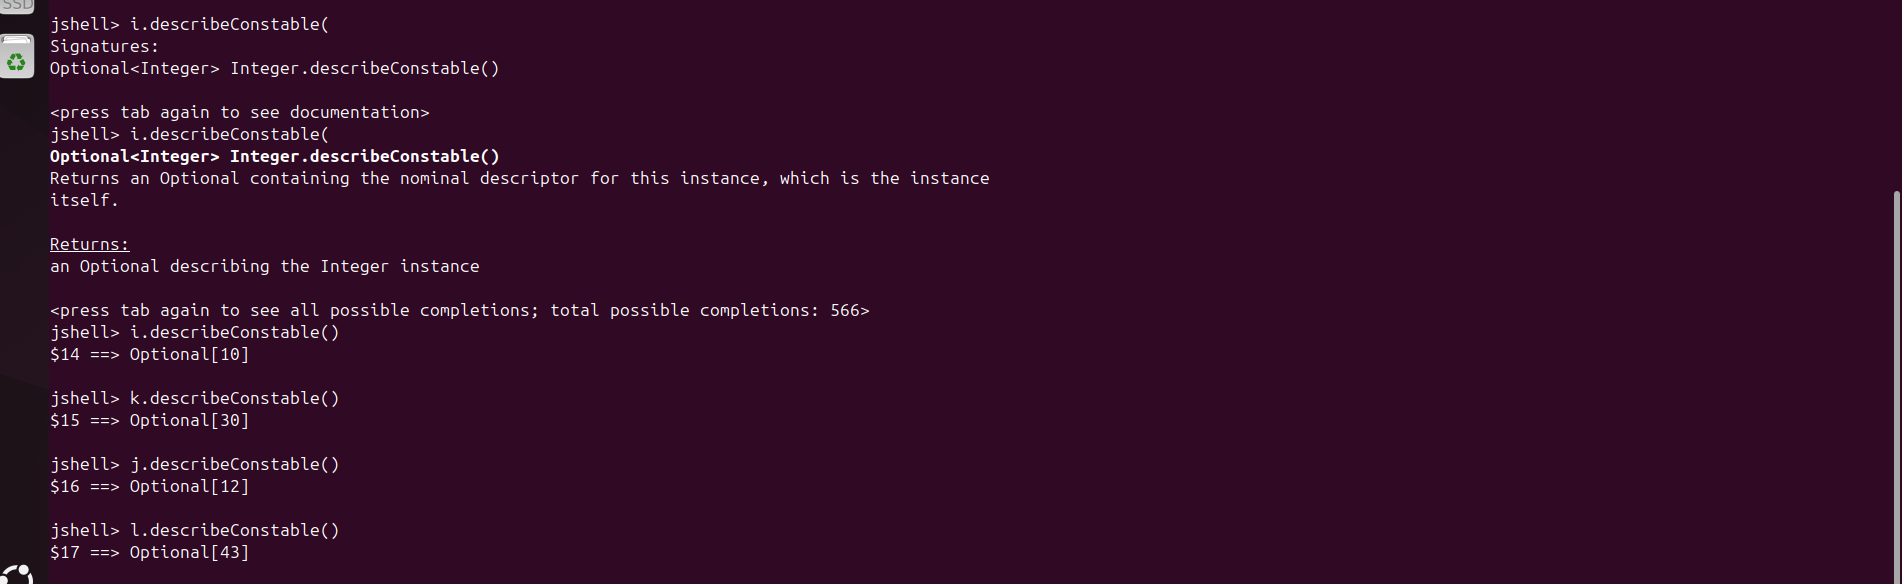 SSD
jshell> i.describeConstable(
Signatures:
Optional<Integer> Integer.describeConstable()
<press tab again to see documentation>
jshell> i.describeConstable(
Optional<Integer> Integer.describeConstable()
Returns an Optional containing the nominal descriptor for this instance, which is the instance
itself.
Returns:
an Optional describing the Integer instance
<press tab again to see all possible completions; total possible completions: 566>
jshell> i.describeConstable()
$14 ==> Optional[10]
jshell> k.describeConstable()
$15 ==> Optional[30]
jshell> j.describeConstable()
$16 ==> Optional[12]
jshell> l.describeConstable()
$17 ==> Optional[43]